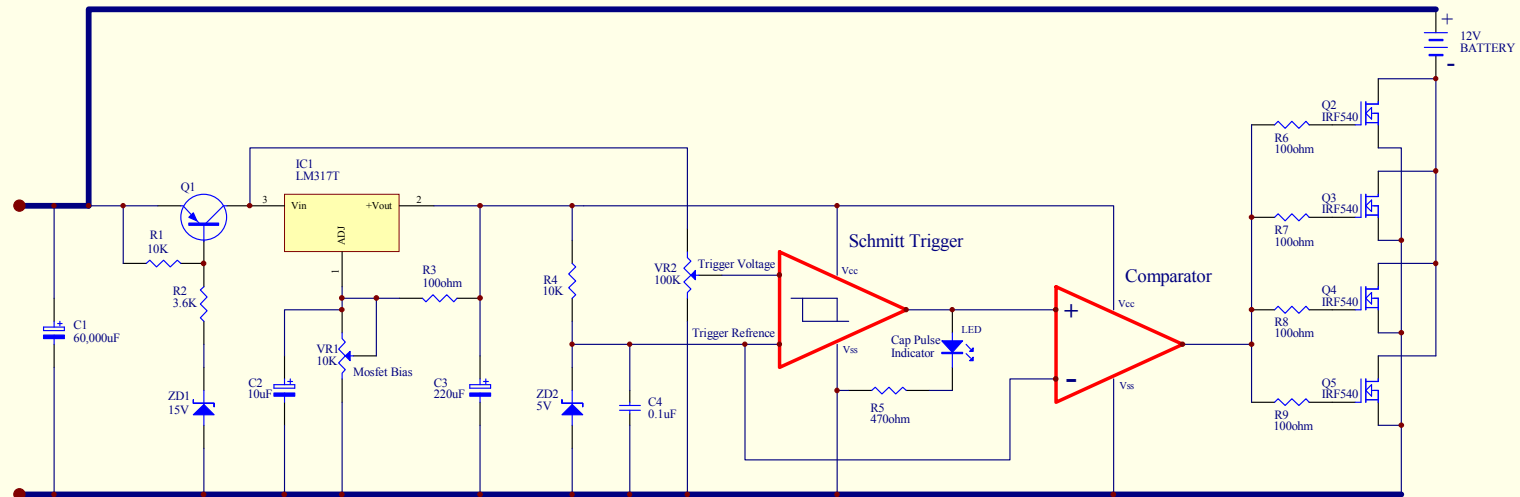 +
12V
BATTERY
-
Q2
IRF540
R6
100ohm
IC1
LM317T
Q1
3
Vin
+Vout
2
ADJ
1
Q3
IRF540
R7
100ohm
R1
10K
Schmitt Trigger
R3
100ohm
R4
10K
VR2
100K
Trigger Voltage
Vcc
Comparator
R2
3.6K
Q4
IRF540
R8
100ohm
Vcc
+
C1
+
60,000uF
LED
Cap Pulse
Indicator
Trigger Refrence
Vss
VR1
10K
Mosfet Bias
C2
+
10uF
C3
+
220uF
ZD1
15V
ZD2
5V
C4
0.1uF
R5
470ohm
-
Vss
Q5
IRF540
R9
100ohm